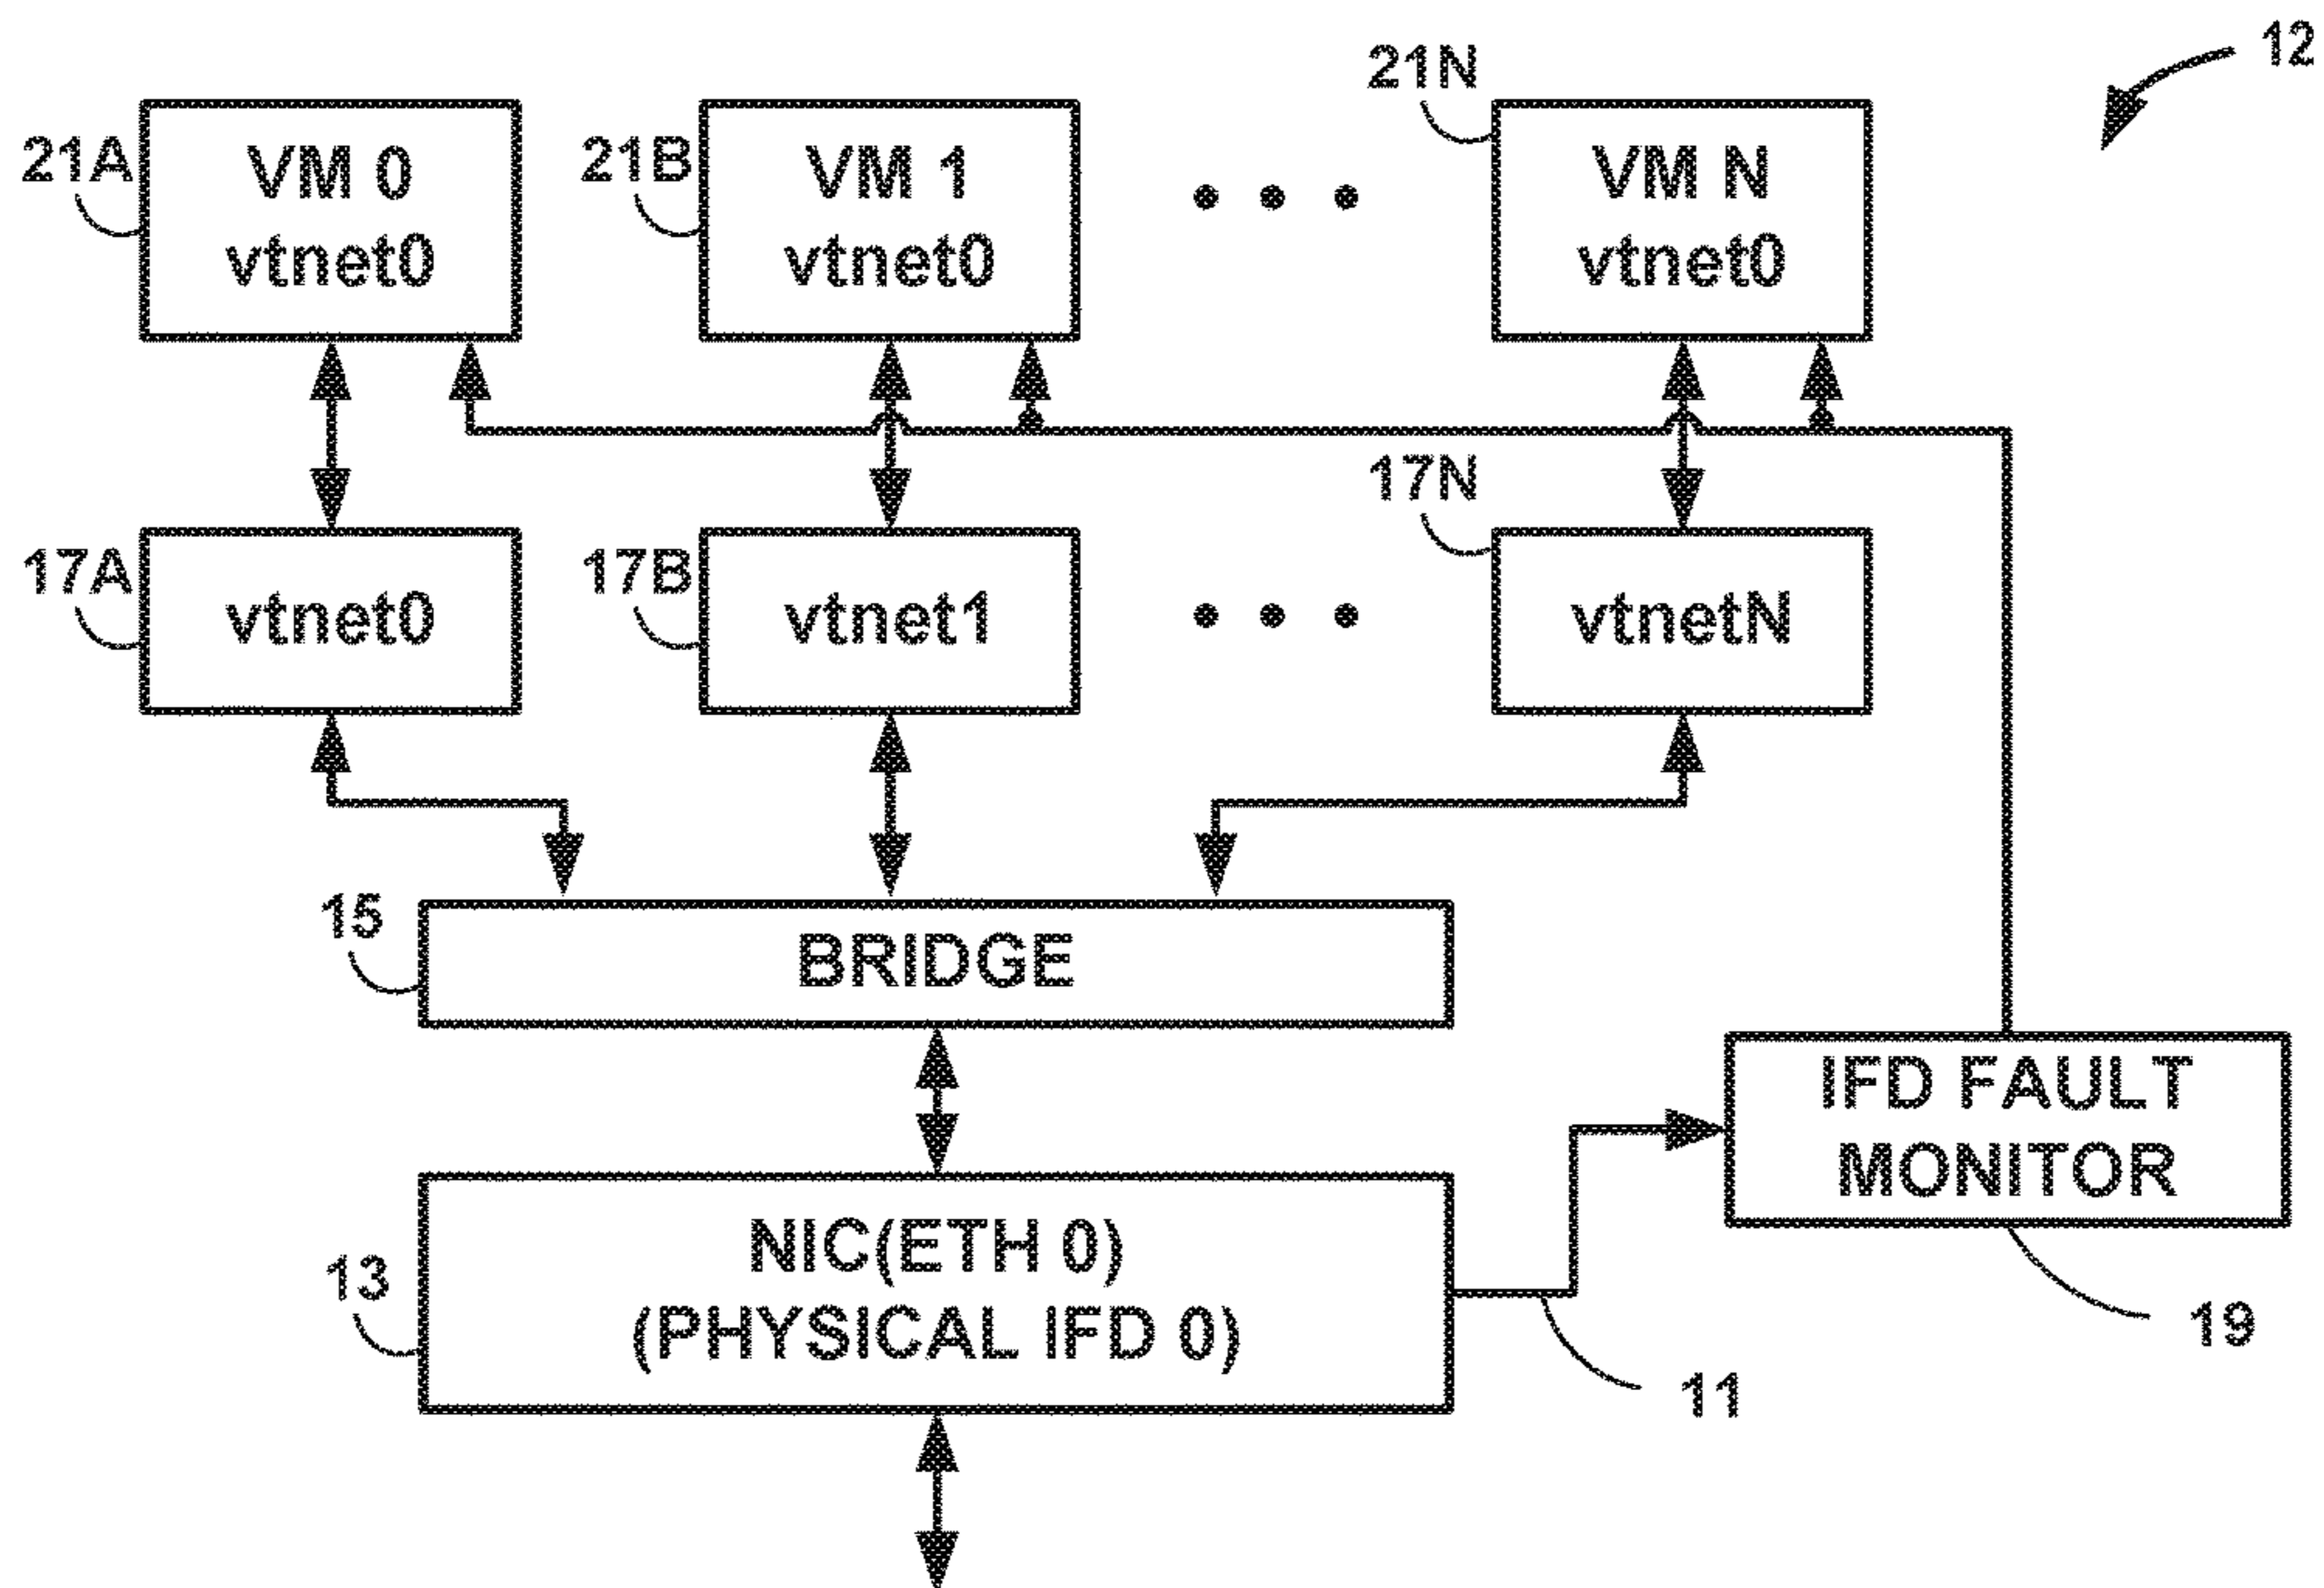 12
21A
VM 0
vtnet0
21B
VM 1
vtnet0
21N
VM N
vtnet0
17A
vtnet0
17B
vtnet1
17N
vtnetN
15
BRIDGE
13
NIC(ETH 0)
(PHYSICAL IFD 0)
11
IFD FAULT
MONITOR
19